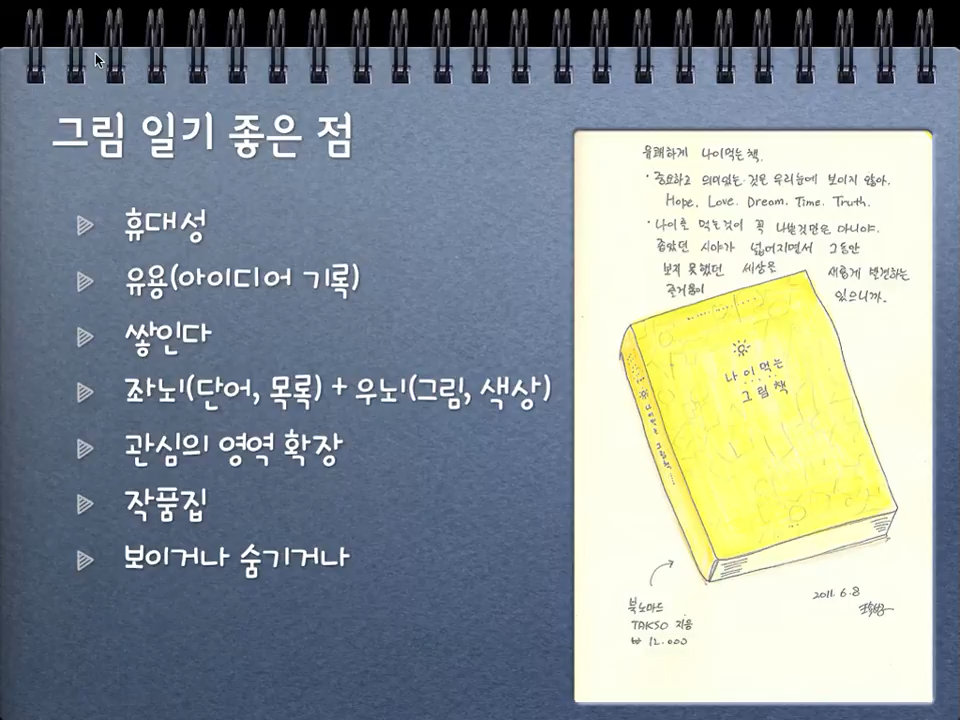 그림 일기 좋은 점
휴대성
유용(아이디어 기록)
쌓인다
좌뇌(단어, 목록) + 우뇌(그림, 색상)
관심의 영역 확장
작품집
보이거나 숨기거나
유쾌하게 나이먹는 책.
· 중요하고 의미있는 것은 우리눈에 보이지 않아.
Hope. Love. Dream. Time. Truth.
· 나이를 먹는것이 꼭 나쁜것만은 아니야.
좁았던 시야가 넓어지면서 그동안
보지 못했던 세상을 새롭게 발견하는
즐거움이 있으니까.
나이먹는
그림책
2011. 6. 8
북노마드
TAKSO 지음
₩ 12.000